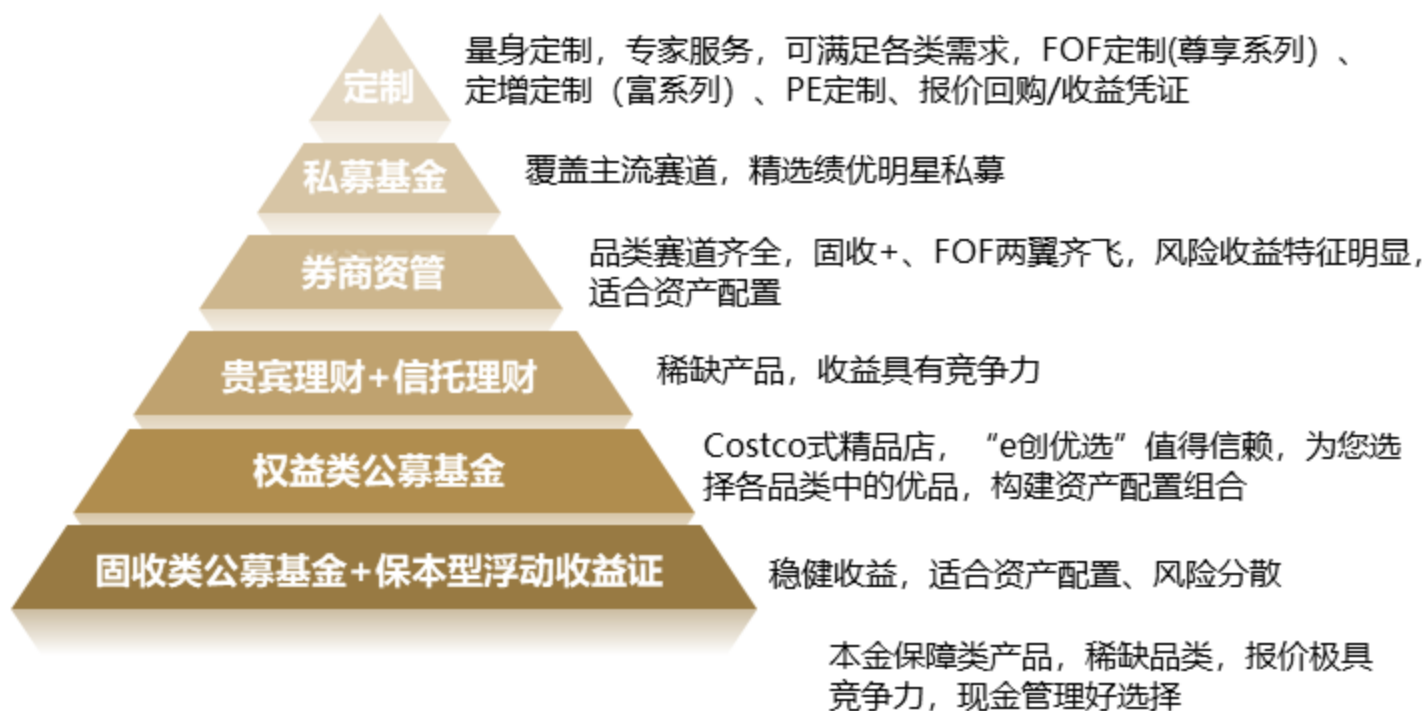 定制
量身定制，专家服务，可满足各类需求，FOF定制(尊享系列）、
定增定制（富系列）、PE定制、报价回购/收益凭证
私募基金
覆盖主流赛道，精选绩优明星私募
券商资管
品类赛道齐全，固收+、FOF两翼齐飞，风险收益特征明显，
适合资产配置
贵宾理财+信托理财
稀缺产品，收益具有竞争力
权益类公募基金
Costco式精品店，“e创优选”值得信赖，为您选
择各品类中的优品，构建资产配置组合
固收类公募基金+保本型浮动收益证
稳健收益，适合资产配置、风险分散
本金保障类产品，稀缺品类，报价极具
竞争力，现金管理好选择